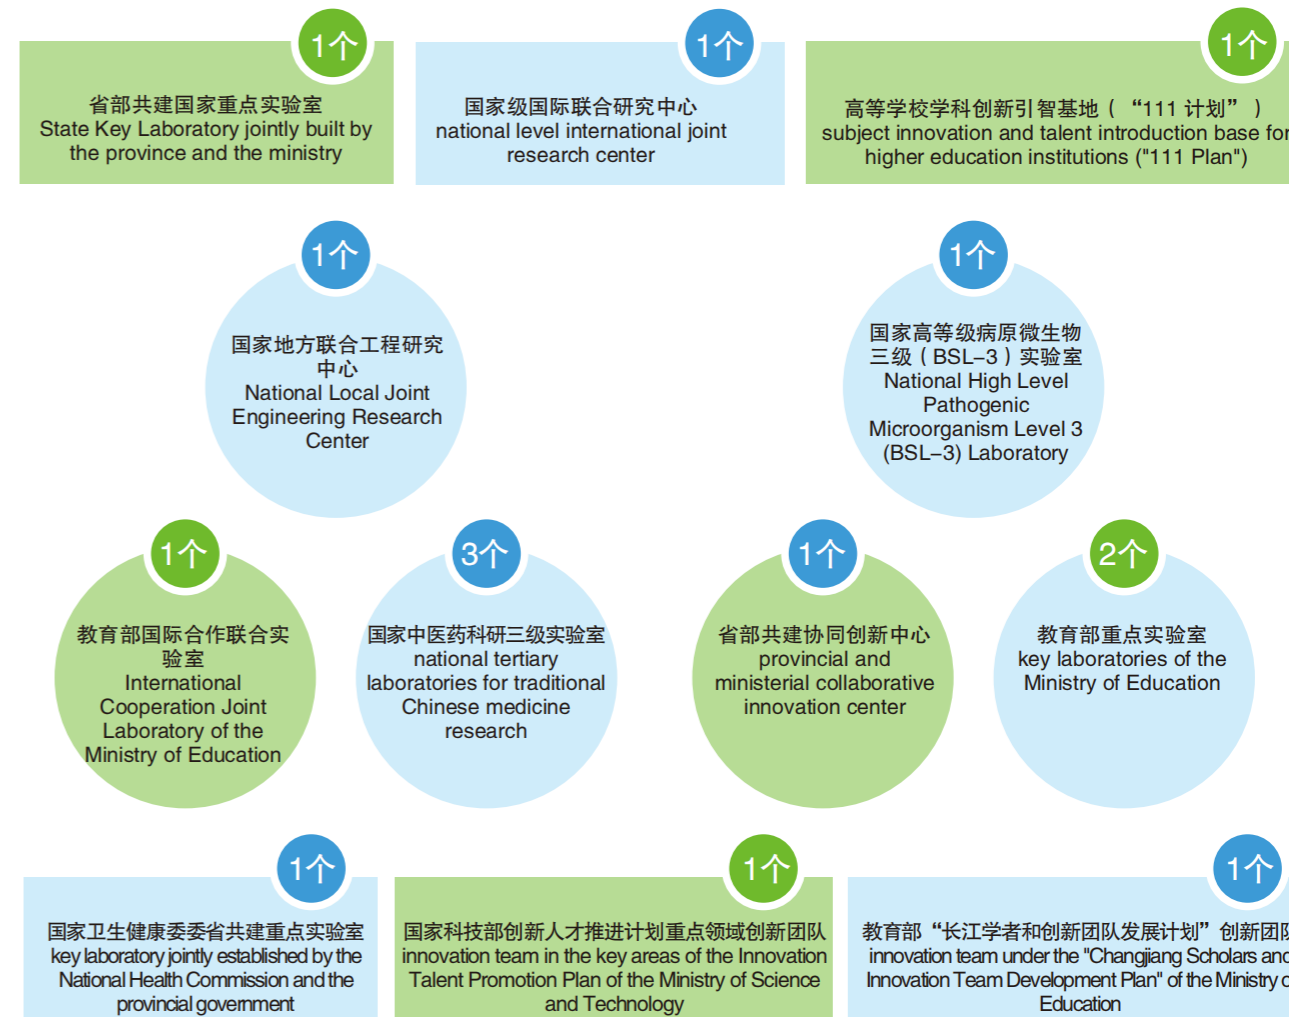 1个
省部共建国家重点实验室
State Key Laboratory jointly built by
the province and the ministry
1个
国家级国际联合研究中心
national level international joint
research center
1个
高等学校学科创新引智基地（“111 计划”）
subject innovation and talent introduction base for
higher education institutions ("111 Plan")
1个
国家地方联合工程研究
中心
National Local Joint
Engineering Research
Center
1个
国家高等级病原微生物
三级（BSL–3）实验室
National High Level
Pathogenic
Microorganism Level 3
(BSL–3) Laboratory
1个
教育部国际合作联合实
验室
International
Cooperation Joint
Laboratory of the
Ministry of Education
3个
国家中医药科研三级实验室
national tertiary
laboratories for traditional
Chinese medicine
research
1个
省部共建协同创新中心
provincial and
ministerial collaborative
innovation center
2个
教育部重点实验室
key laboratories of the
Ministry of Education
1个
国家卫生健康委委省共建重点实验室
key laboratory jointly established by the
National Health Commission and the
provincial government
1个
国家科技部创新人才推进计划重点领域创新团队
innovation team in the key areas of the Innovation
Talent Promotion Plan of the Ministry of Science
and Technology
1个
教育部“长江学者和创新团队发展计划”创新团队
innovation team under the "Changjiang Scholars and
Innovation Team Development Plan" of the Ministry of
Education